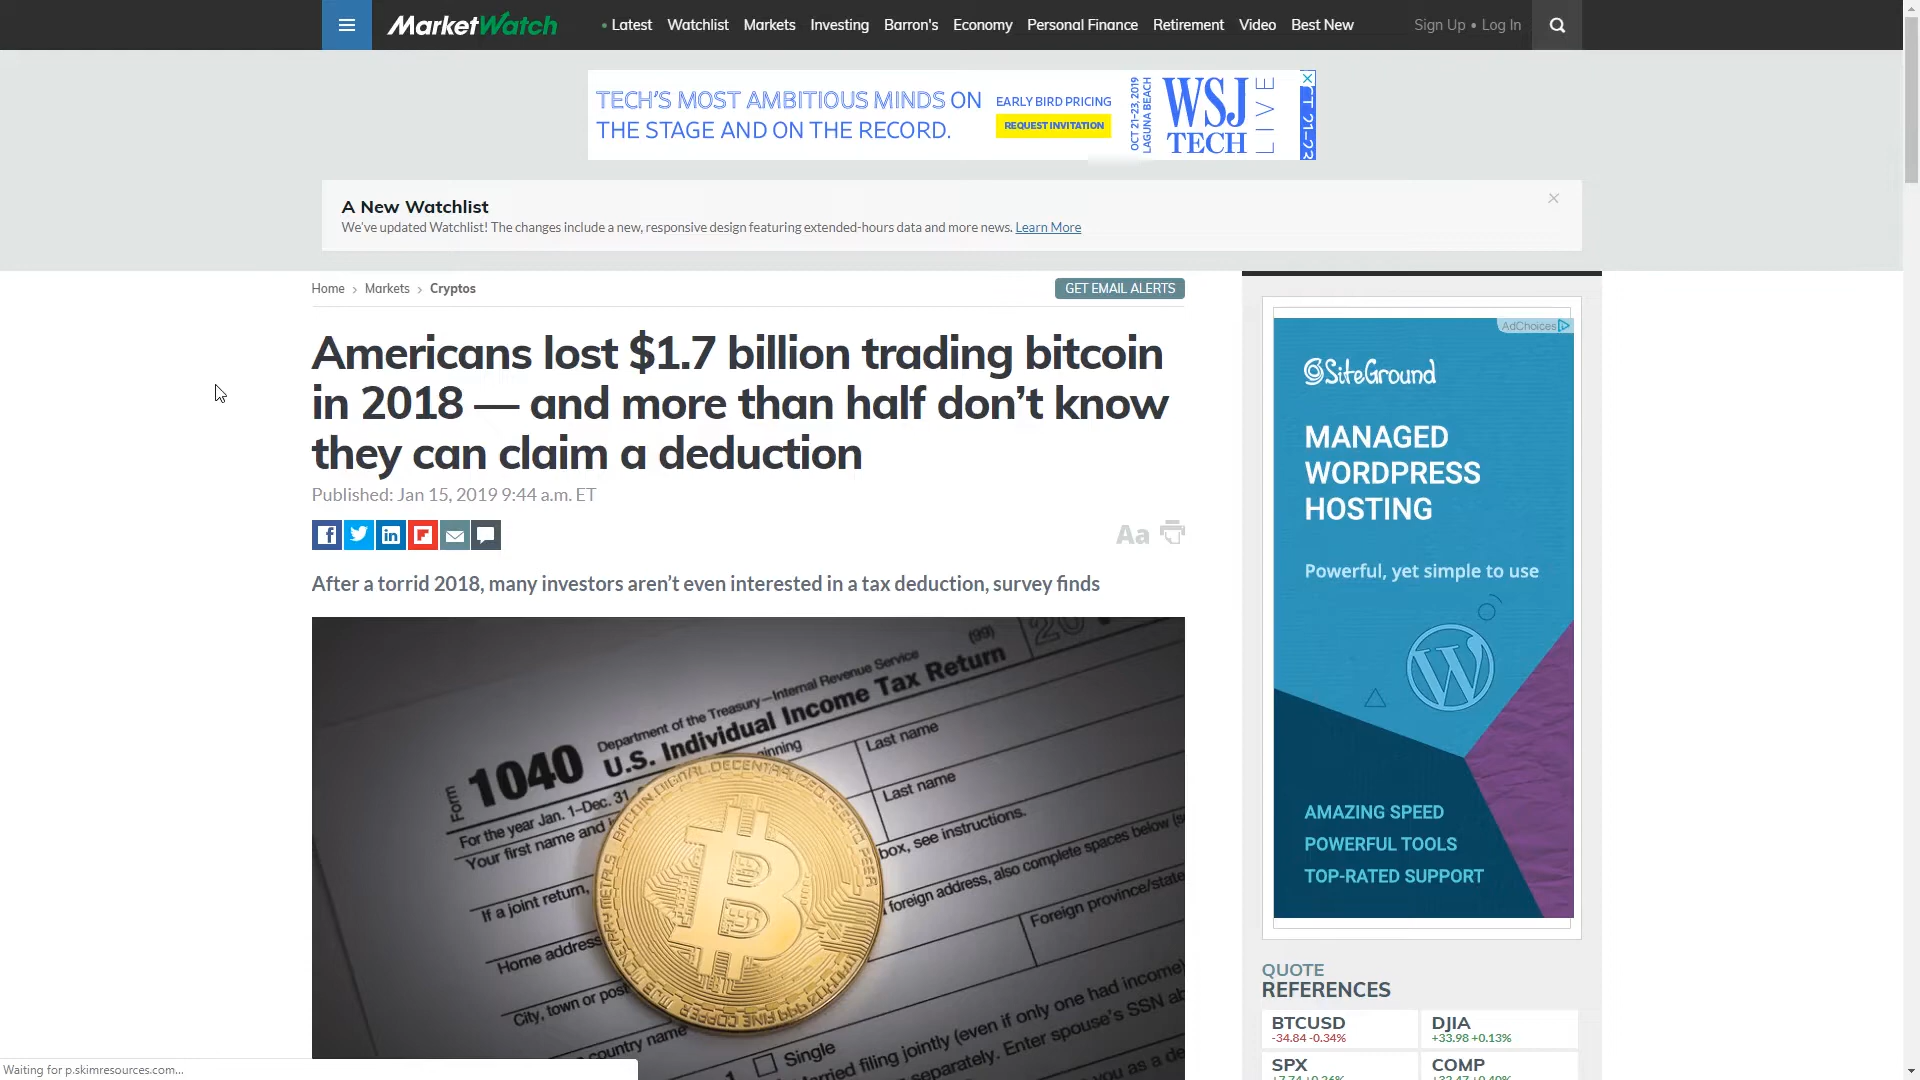 MarketWatch
• Latest Watchlist Markets Investing Barron's Economy Personal Finance Retirement Video Best New
Sign Up • Log In
TECH'S MOST AMBITIOUS MINDS ON
THE STAGE AND ON THE RECORD.
EARLY BIRD PRICING
REQUEST INVITATION
OCT 21-23, 2019
LAGUNA BEACH
WSJ
TECH
LIVE
A New Watchlist
We've updated Watchlist! The changes include a new, responsive design featuring extended-hours data and more news. Learn More
Home › Markets › Cryptos
GET EMAIL ALERTS
Americans lost $1.7 billion trading bitcoin
in 2018 — and more than half don't know
they can claim a deduction
Published: Jan 15, 2019 9:44 a.m. ET
Aa
After a torrid 2018, many investors aren't even interested in a tax deduction, survey finds
Form 1040
Department of the Treasury—Internal Revenue Service
(99)
U.S. Individual Income Tax Return
For the year Jan. 1–Dec. 31,
Your first name and
Last name
If a joint return,
Last name
Home address
box, see instructions.
City, town or post
foreign address, also complete spaces below
country name
Foreign province/state
1
Single
filing jointly (even if only one had income)
separately. Enter spouse's SSN
AdChoices
SiteGround
MANAGED
WORDPRESS
HOSTING
Powerful, yet simple to use
AMAZING SPEED
POWERFUL TOOLS
TOP-RATED SUPPORT
QUOTE
REFERENCES
BTCUSD
-34.84 -0.34%
DJIA
+33.98 +0.13%
SPX
COMP
Waiting for p.skimresources.com...